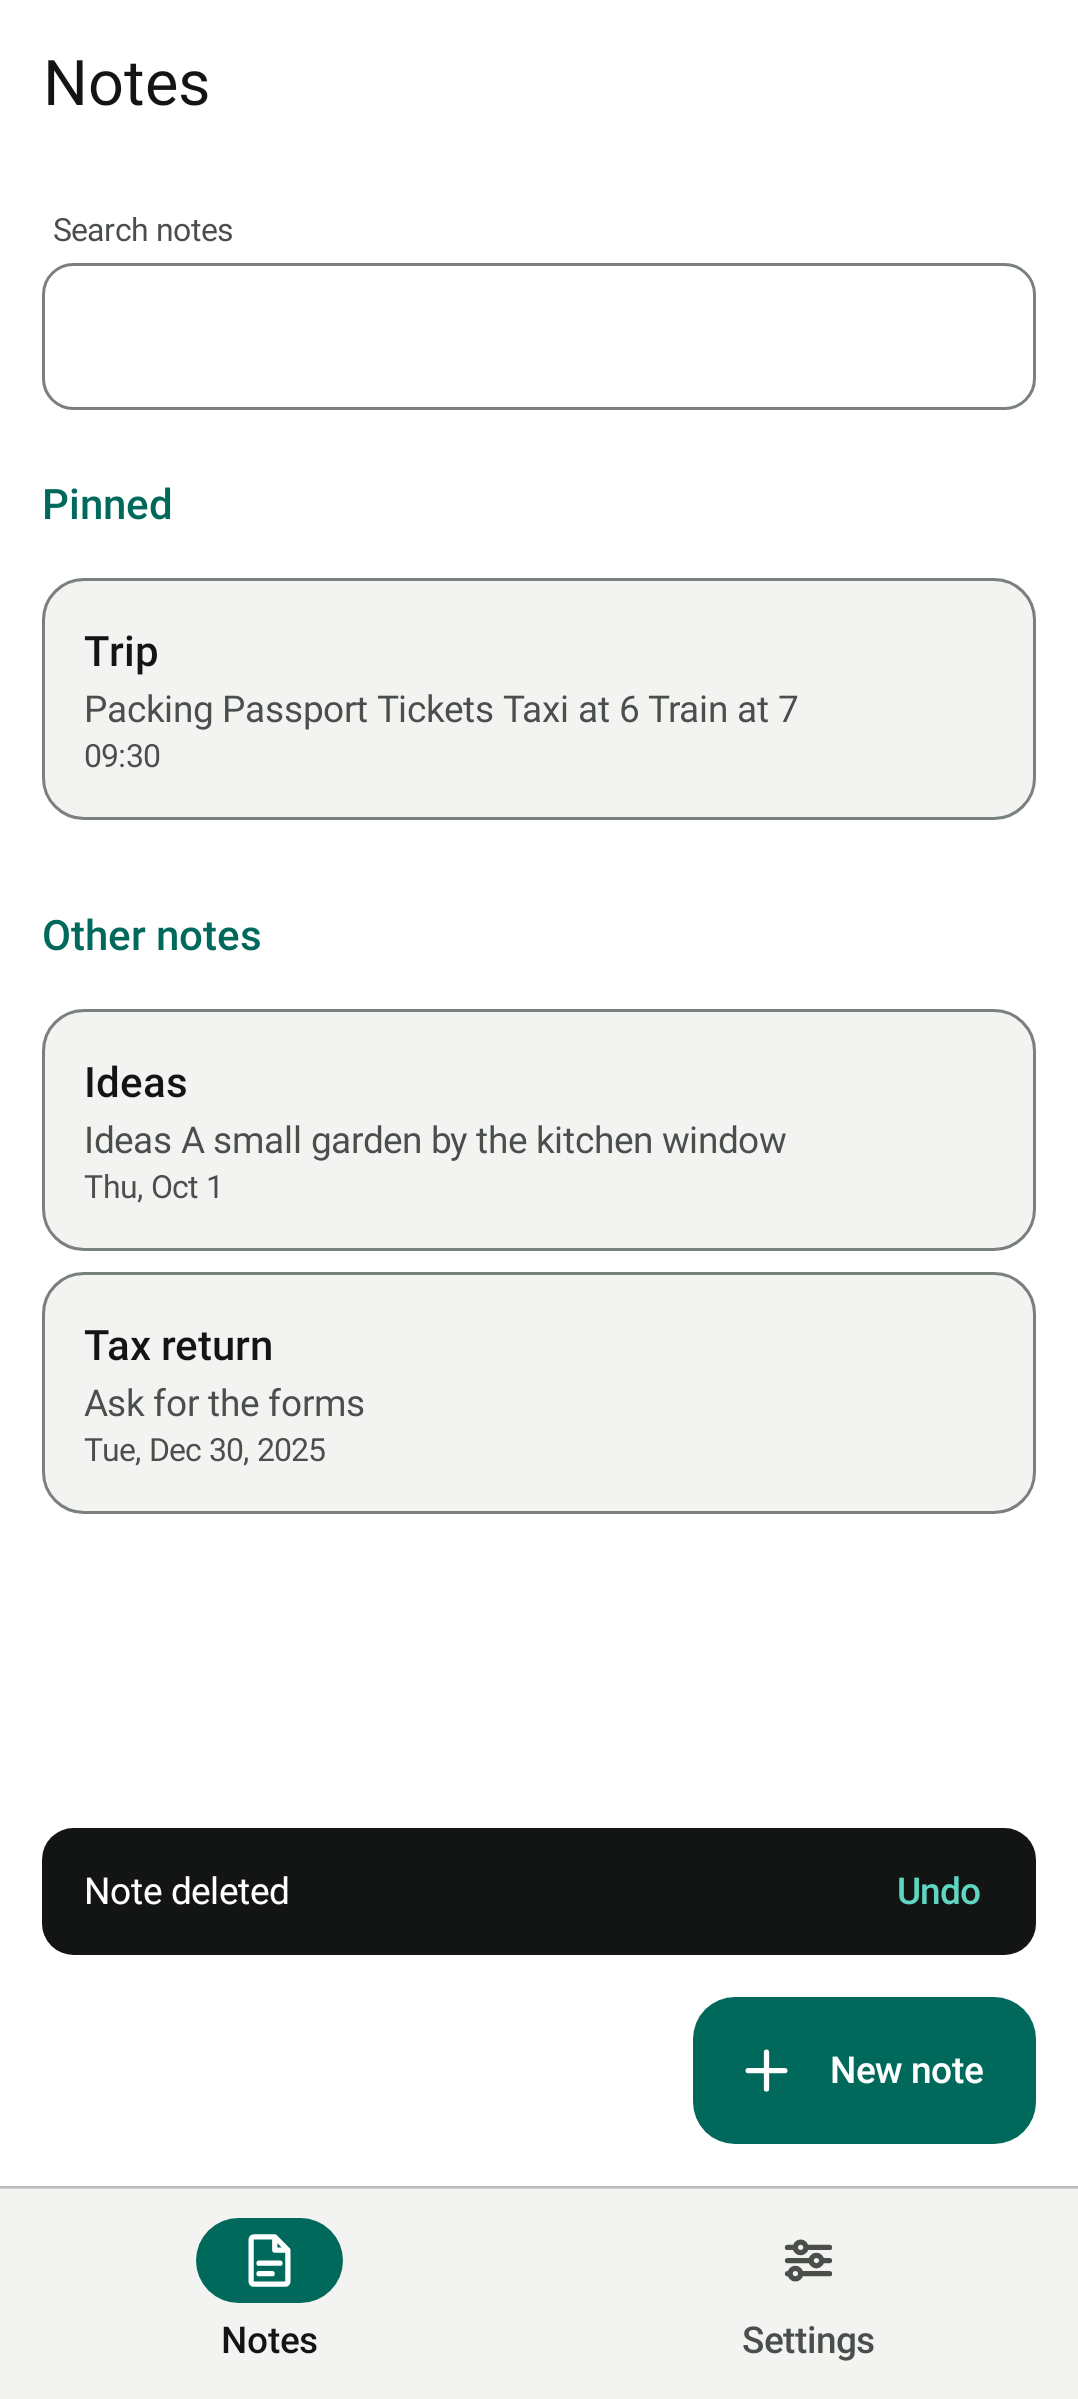 Notes
Search notes
Pinned
Trip
Packing Passport Tickets Taxi at 6 Train at 7
09:30
Other notes
Ideas
Ideas A small garden by the kitchen window
Thu, Oct 1
Tax return
Ask for the forms
Tue, Dec 30, 2025
Note deleted
Undo
New note
Notes
Settings